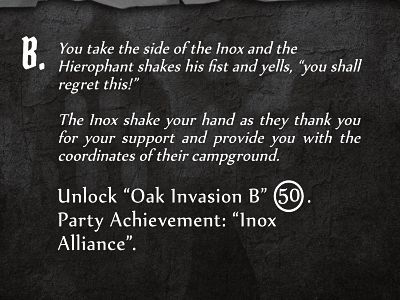 B. You take the side of the Inox and the
Hierophant shakes his fist and yells, “you shall
regret this!”
The Inox shake your hand as they thank you
for your support and provide you with the
coordinates of their campground.
Unlock “Oak Invasion B” 50.
Party Achievement: “Inox
Alliance”.